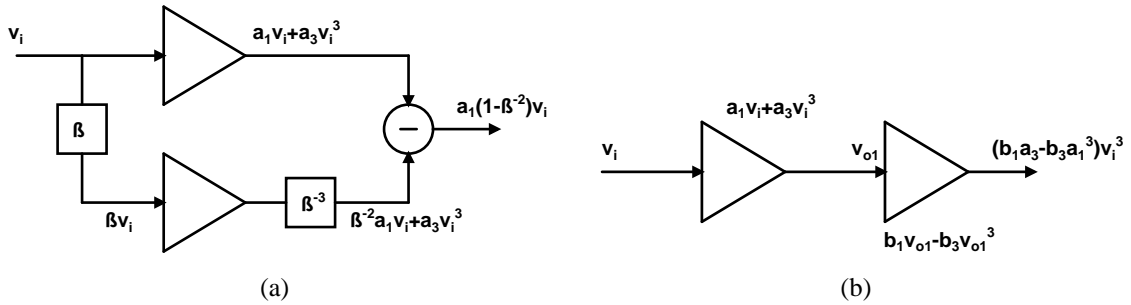 vᵢ
a₁vᵢ+a₃vᵢ³
ß
a₁(1-ß⁻²)vᵢ
ßvᵢ
ß⁻³
ß⁻²a₁vᵢ+a₃vᵢ³
(a)
a₁vᵢ+a₃vᵢ³
vᵢ
vₒ₁
(b₁a₃-b₃a₁³)vᵢ³
b₁vₒ₁-b₃vₒ₁³
(b)